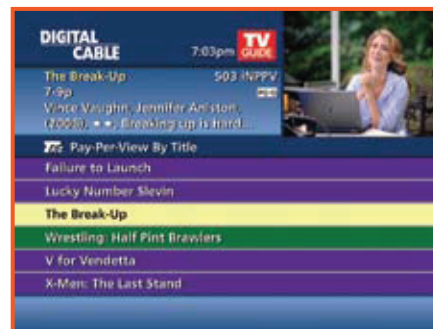 DIGITAL
CABLE
7:03pm
TV
GUIDE
The Break-Up 503 iNPPV
7-9p
Vince Vaughn, Jennifer Aniston,
(2006), ★★, Breaking up is hard...
Pay-Per-View By Title
Failure to Launch
Lucky Number Slevin
The Break-Up
Wrestling: Half Pint Brawlers
V for Vendetta
X-Men: The Last Stand